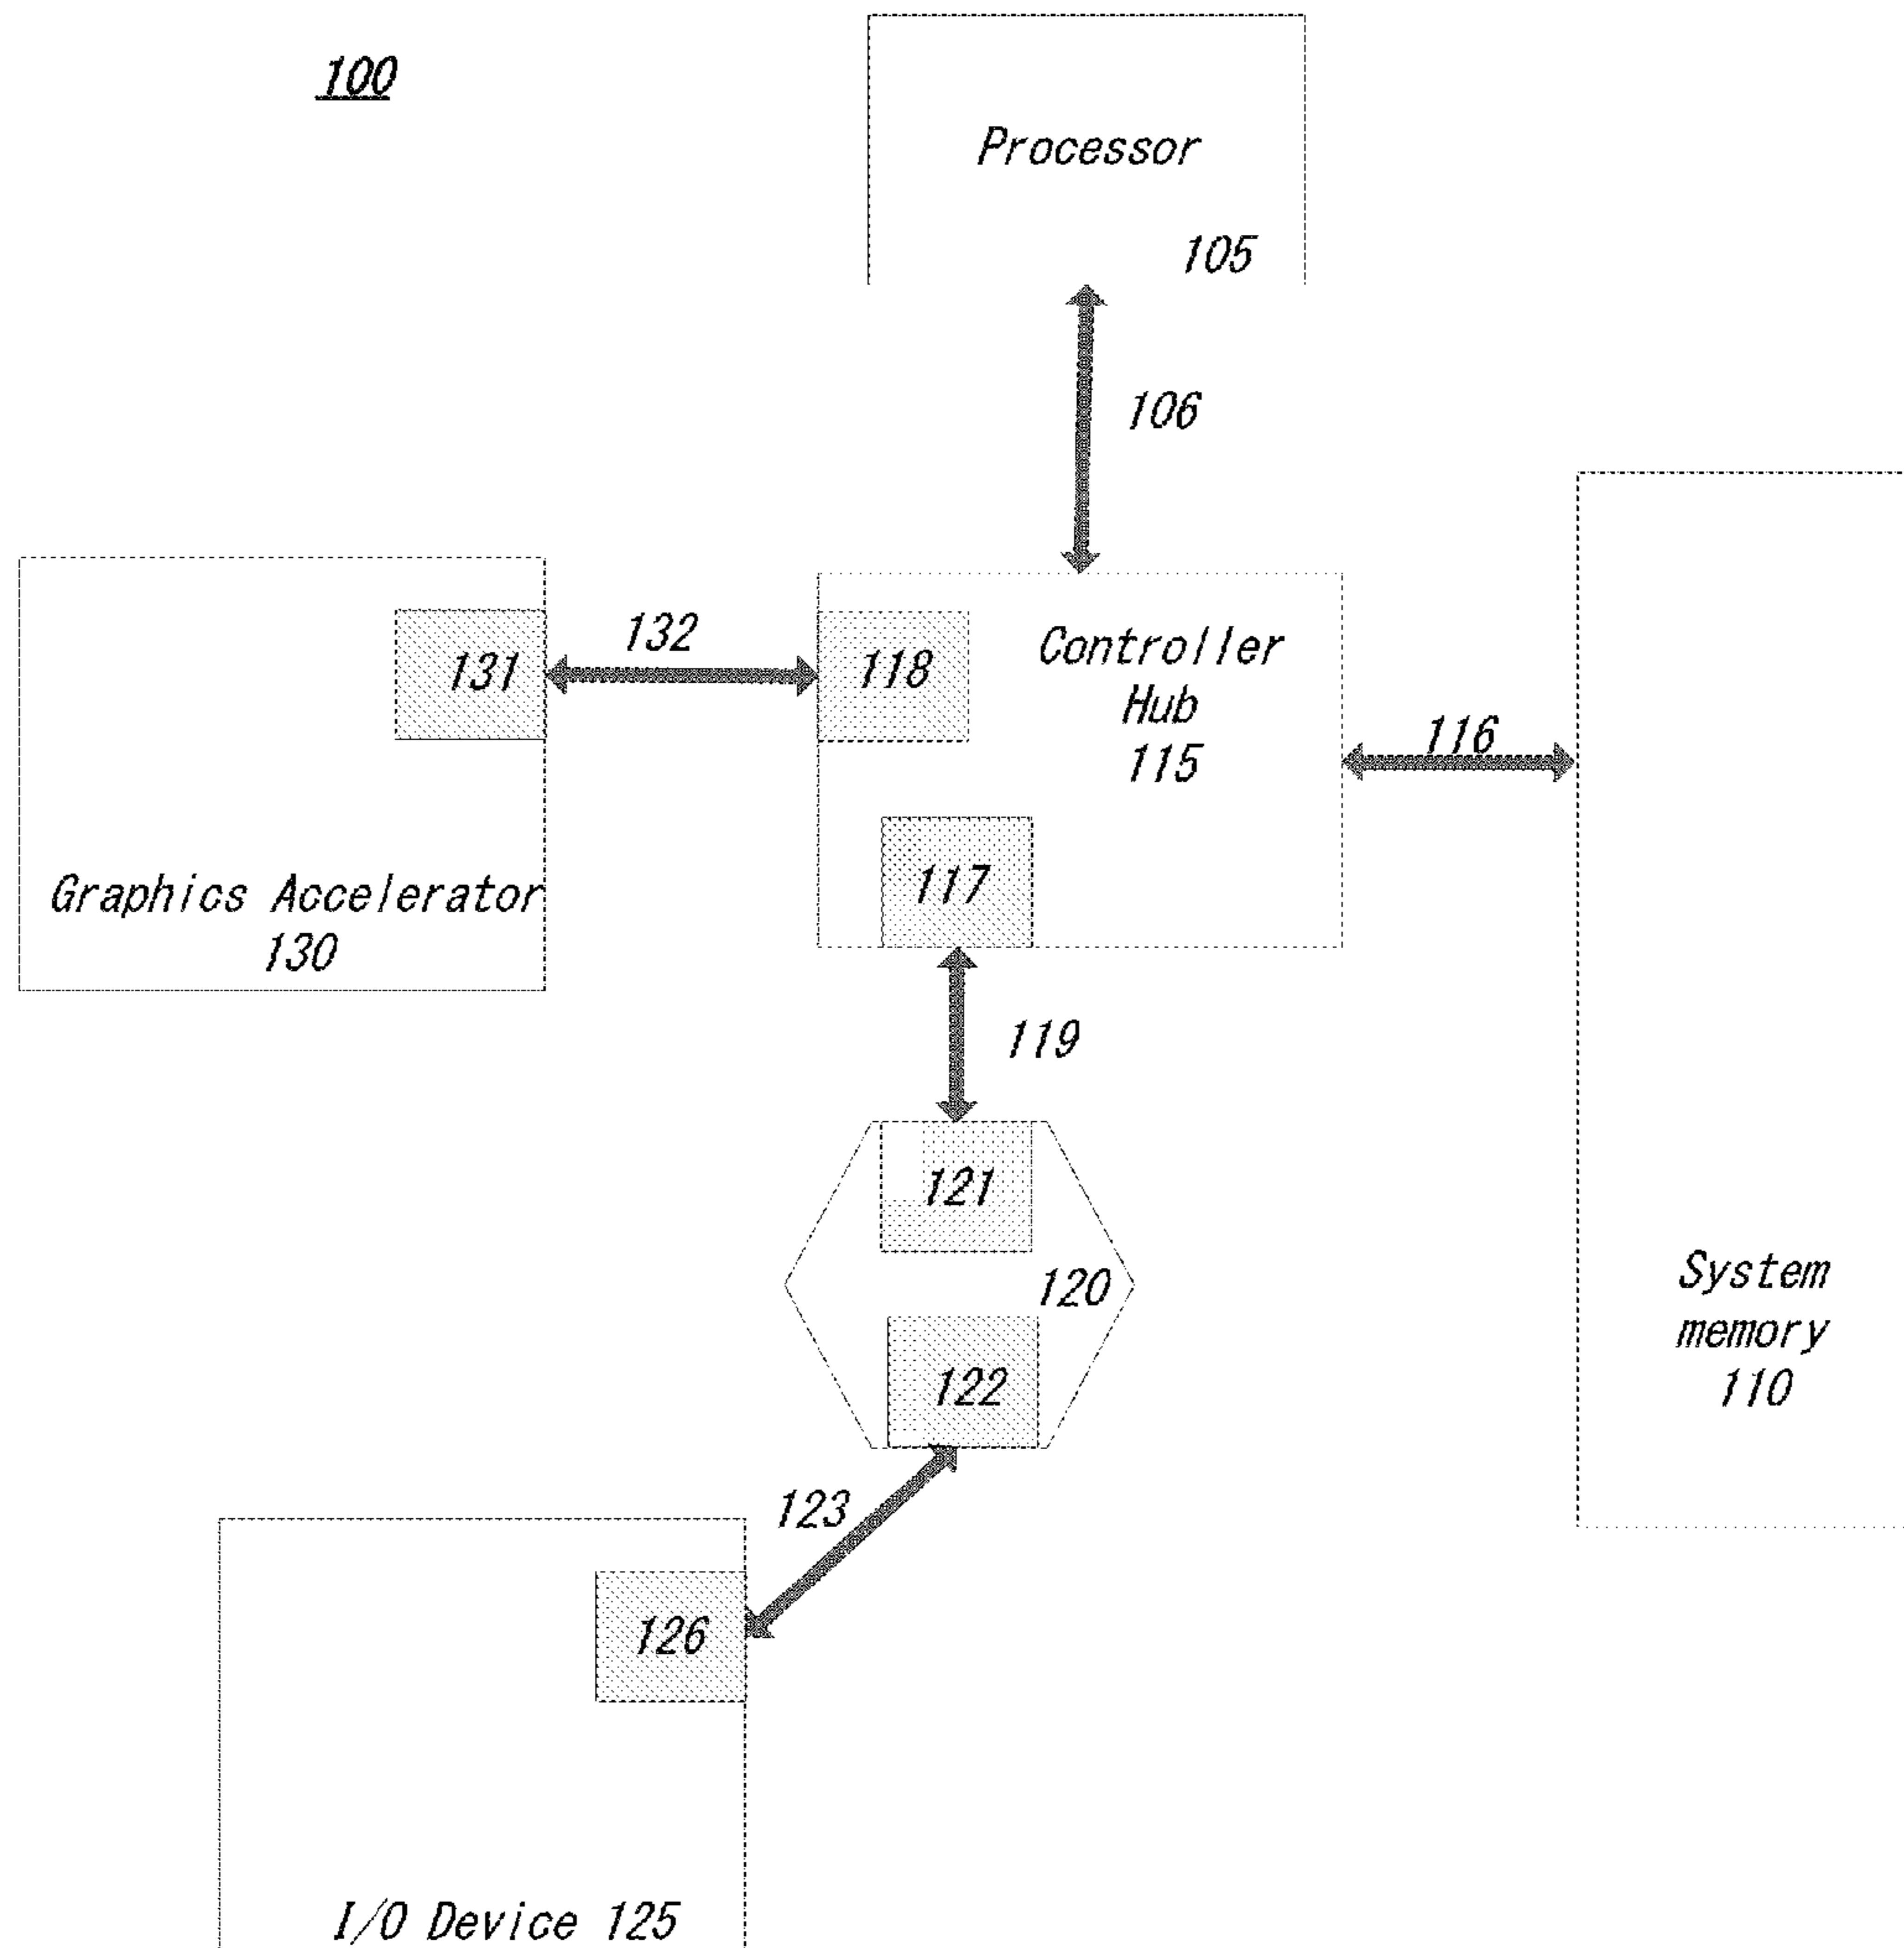 100
Processor
105
106
131
132
118
Controller
Hub
115
116
117
Graphics Accelerator
130
119
121
120
122
System
memory
110
123
126
I/O Device 125